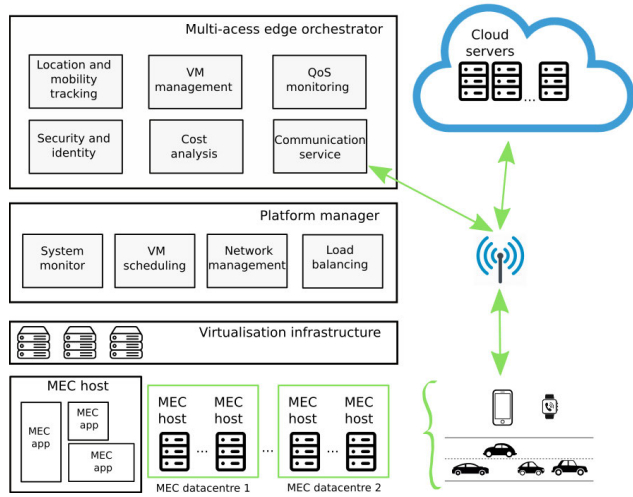 Multi-acess edge orchestrator
Location and
mobility
tracking
VM
management
QoS
monitoring
Security and
identity
Cost
analysis
Communication
service
Cloud
servers
...
Platform manager
System
monitor
VM
scheduling
Network
management
Load
balancing
Virtualisation infrastructure
MEC host
MEC
app
MEC
app
MEC
app
MEC
host
MEC
host
MEC
host
MEC
host
... ... ...
MEC datacentre 1
MEC datacentre 2